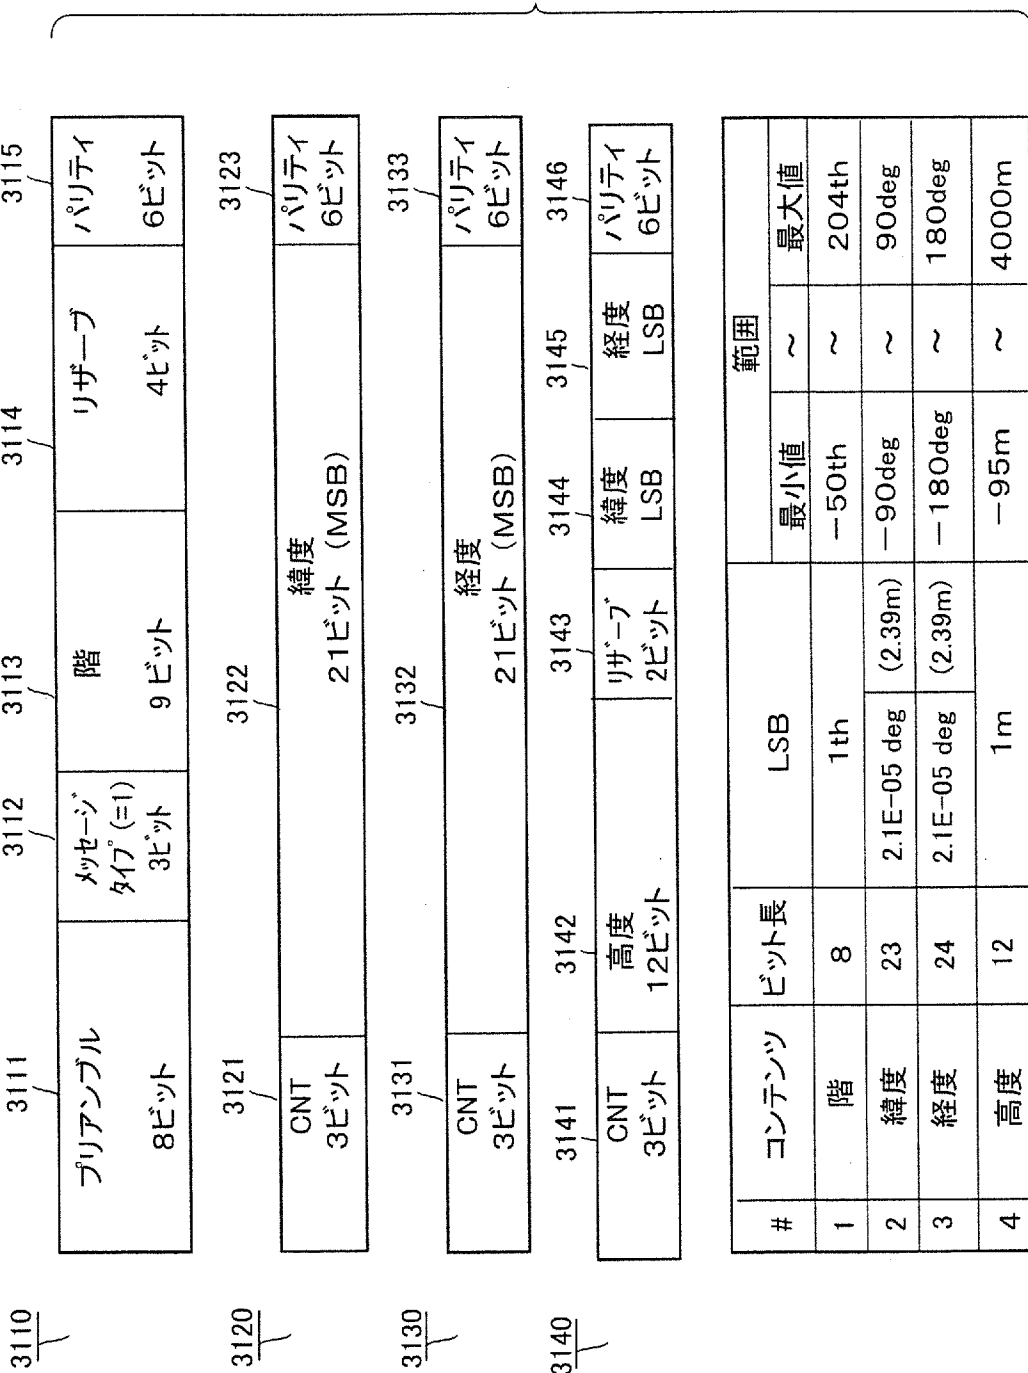 3110
3111
3112
3113
3114
3115
プリアンブル
8ビット
メッセージ
タイプ(=1)
3ビット
階
9 ビット
リザーブ
4ビット
パリティ
6ビット
3120
3121
3122
3123
CNT
3ビット
緯度
21ビット (MSB)
パリティ
6ビット
3130
3131
3132
3133
CNT
3ビット
経度
21ビット (MSB)
パリティ
6ビット
3140
3141
3142
3143
3144
3145
3146
CNT
3ビット
高度
12ビット
リザーブ
2ビット
緯度
LSB
経度
LSB
パリティ
6ビット
# コンテンツ ビット長 LSB 範囲
最小値 ~ 最大値
1 階 8 1th −50th ~ 204th
2 緯度 23 2.1E−05 deg (2.39m) −90deg ~ 90deg
3 経度 24 2.1E−05 deg (2.39m) −180deg ~ 180deg
4 高度 12 1m −95m ~ 4000m